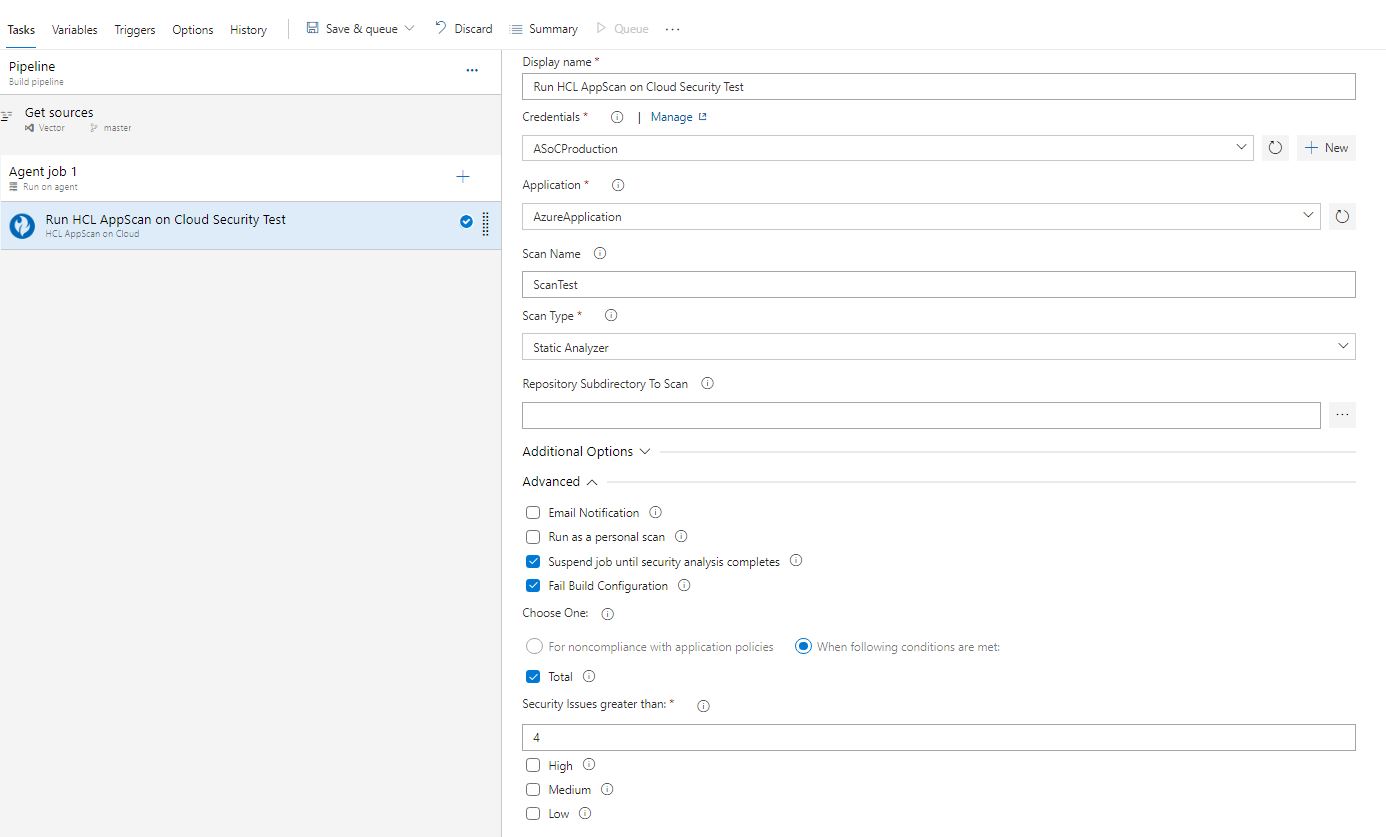 Tasks Variables Triggers Options History Save & queue Discard Summary Queue ...
Pipeline
Build pipeline
...
Get sources
Vector master
Agent job 1
Run on agent
+
Run HCL AppScan on Cloud Security Test
HCL AppScan on Cloud
Display name *
Run HCL AppScan on Cloud Security Test
Credentials * | Manage
ASoCProduction
+ New
Application *
AzureApplication
Scan Name
ScanTest
Scan Type *
Static Analyzer
Repository Subdirectory To Scan
...
Additional Options
Advanced
Email Notification
Run as a personal scan
Suspend job until security analysis completes
Fail Build Configuration
Choose One:
For noncompliance with application policies When following conditions are met:
Total
Security Issues greater than: *
4
High
Medium
Low